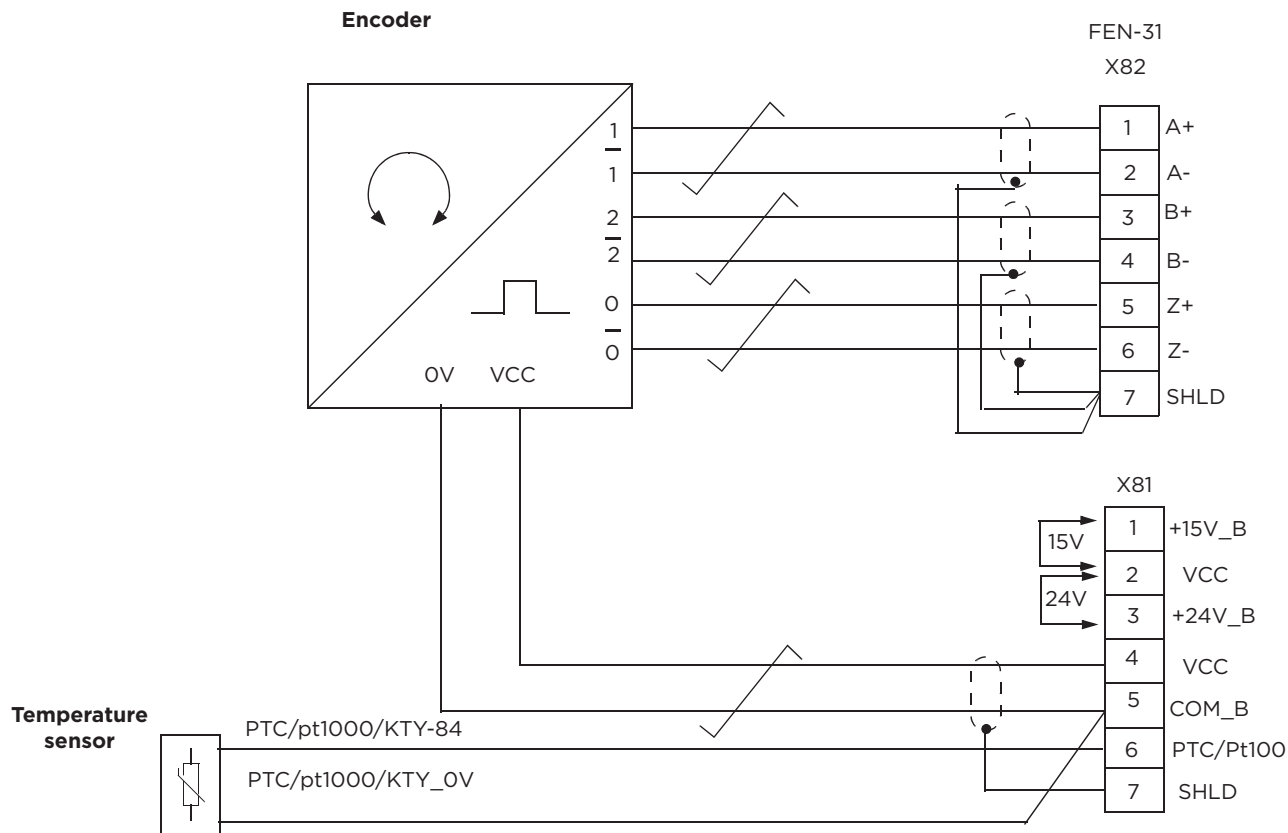 Encoder
FEN-31
X82
1
1
2
2
0
0
0V VCC
1 A+
2 A-
3 B+
4 B-
5 Z+
6 Z-
7 SHLD
X81
15V
24V
1 +15V_B
2 VCC
3 +24V_B
4 VCC
5 COM_B
6 PTC/Pt100
7 SHLD
Temperature
sensor
PTC/pt1000/KTY-84
PTC/pt1000/KTY_0V